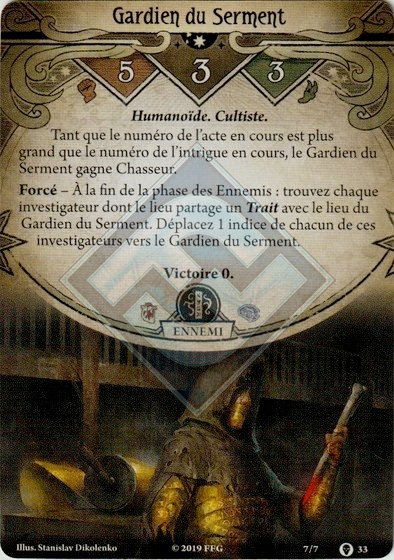 Gardien du Serment
5 3 3
Humanoïde. Cultiste.
Tant que le numéro de l'acte en cours est plus
grand que le numéro de l'intrigue en cours, le Gardien du
Serment gagne Chasseur.
Forcé – À la fin de la phase des Ennemis : trouvez chaque
investigateur dont le lieu partage un Trait avec le lieu du
Gardien du Serment. Déplacez 1 indice de chacun de ces
investigateurs vers le Gardien du Serment.
Victoire 0.
ENNEMI
Illus. Stanislav Dikolenko © 2019 FFG 7/7 33